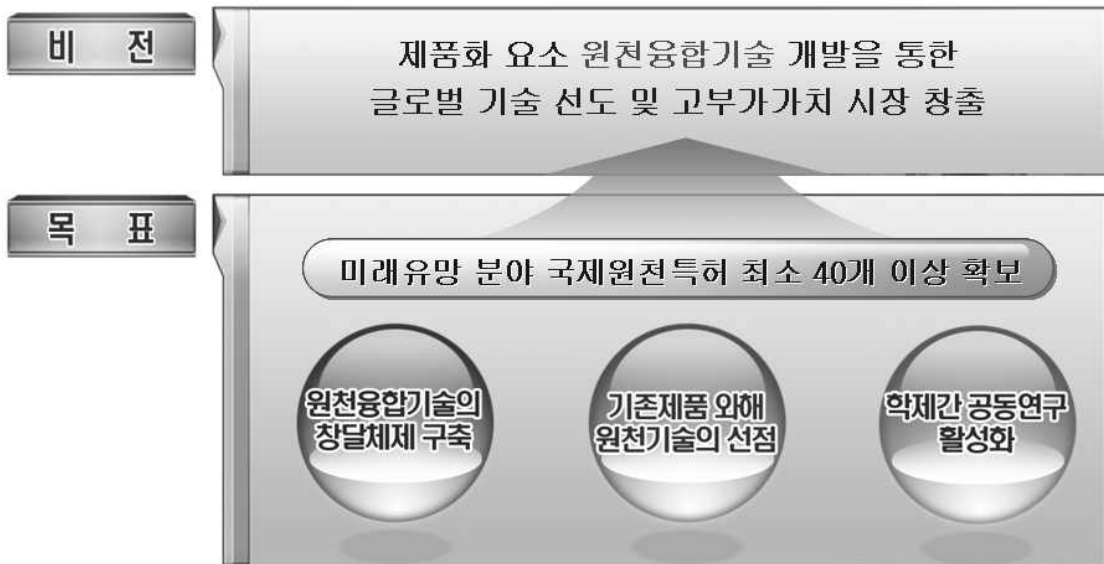 비 전
제품화 요소 원천융합기술 개발을 통한
글로벌 기술 선도 및 고부가가치 시장 창출
목 표
미래유망 분야 국제원천특허 최소 40개 이상 확보
원천융합기술의
창달체제 구축
기존제품 와해
원천기술의 선점
학제간 공동연구
활성화